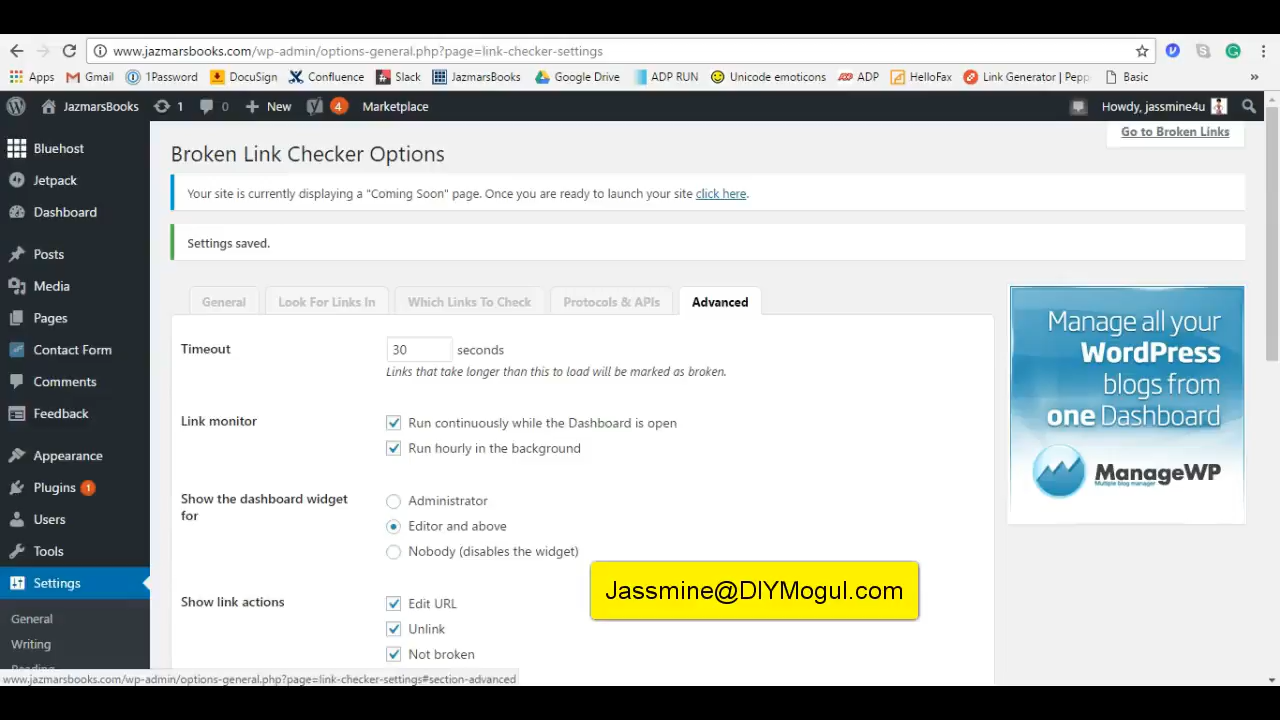 www.jazmarsbooks.com/wp-admin/options-general.php?page=link-checker-settings
Apps Gmail 1Password DocuSign Confluence Slack JazmarsBooks Google Drive ADP RUN Unicode emoticons ADP HelloFax Link Generator | Pepp Basic »
JazmarsBooks 1 0 + New 4 Marketplace Howdy, jassmine4u
Go to Broken Links
Bluehost
Jetpack
Dashboard
Posts
Media
Pages
Contact Form
Comments
Feedback
Appearance
Plugins 1
Users
Tools
Settings
General
Writing
Reading
Broken Link Checker Options
Your site is currently displaying a "Coming Soon" page. Once you are ready to launch your site click here.
Settings saved.
General Look For Links In Which Links To Check Protocols & APIs Advanced
Timeout 30 seconds
Links that take longer than this to load will be marked as broken.
Link monitor Run continuously while the Dashboard is open
Run hourly in the background
Show the dashboard widget
for
Administrator
Editor and above
Nobody (disables the widget)
Show link actions Edit URL
Unlink
Not broken
Jassmine@DIYMogul.com
Manage all your
WordPress
blogs from
one Dashboard
ManageWP
Multiple blog manager
www.jazmarsbooks.com/wp-admin/options-general.php?page=link-checker-settings#section-advanced